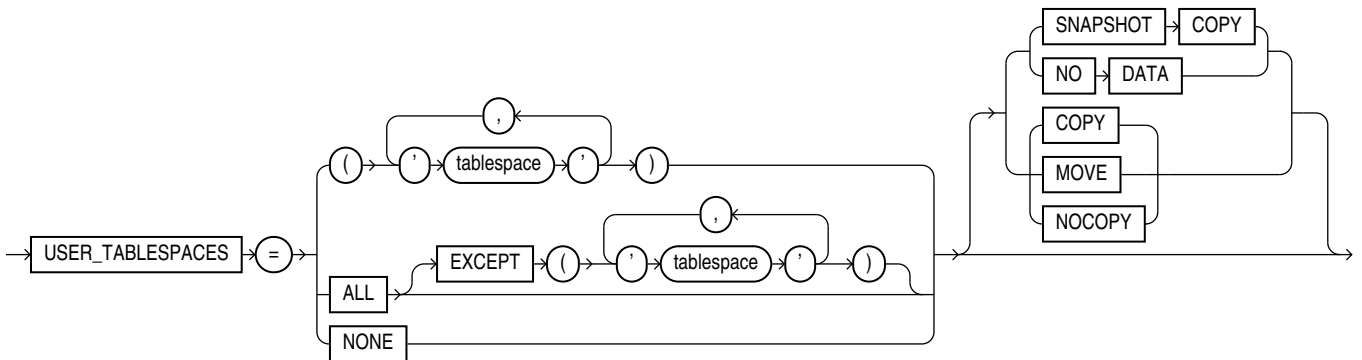 SNAPSHOT COPY
NO DATA
,
COPY
( ' tablespace ' )
MOVE
,
NOCOPY
USER_TABLESPACES =
EXCEPT ( ' tablespace ' )
ALL
NONE